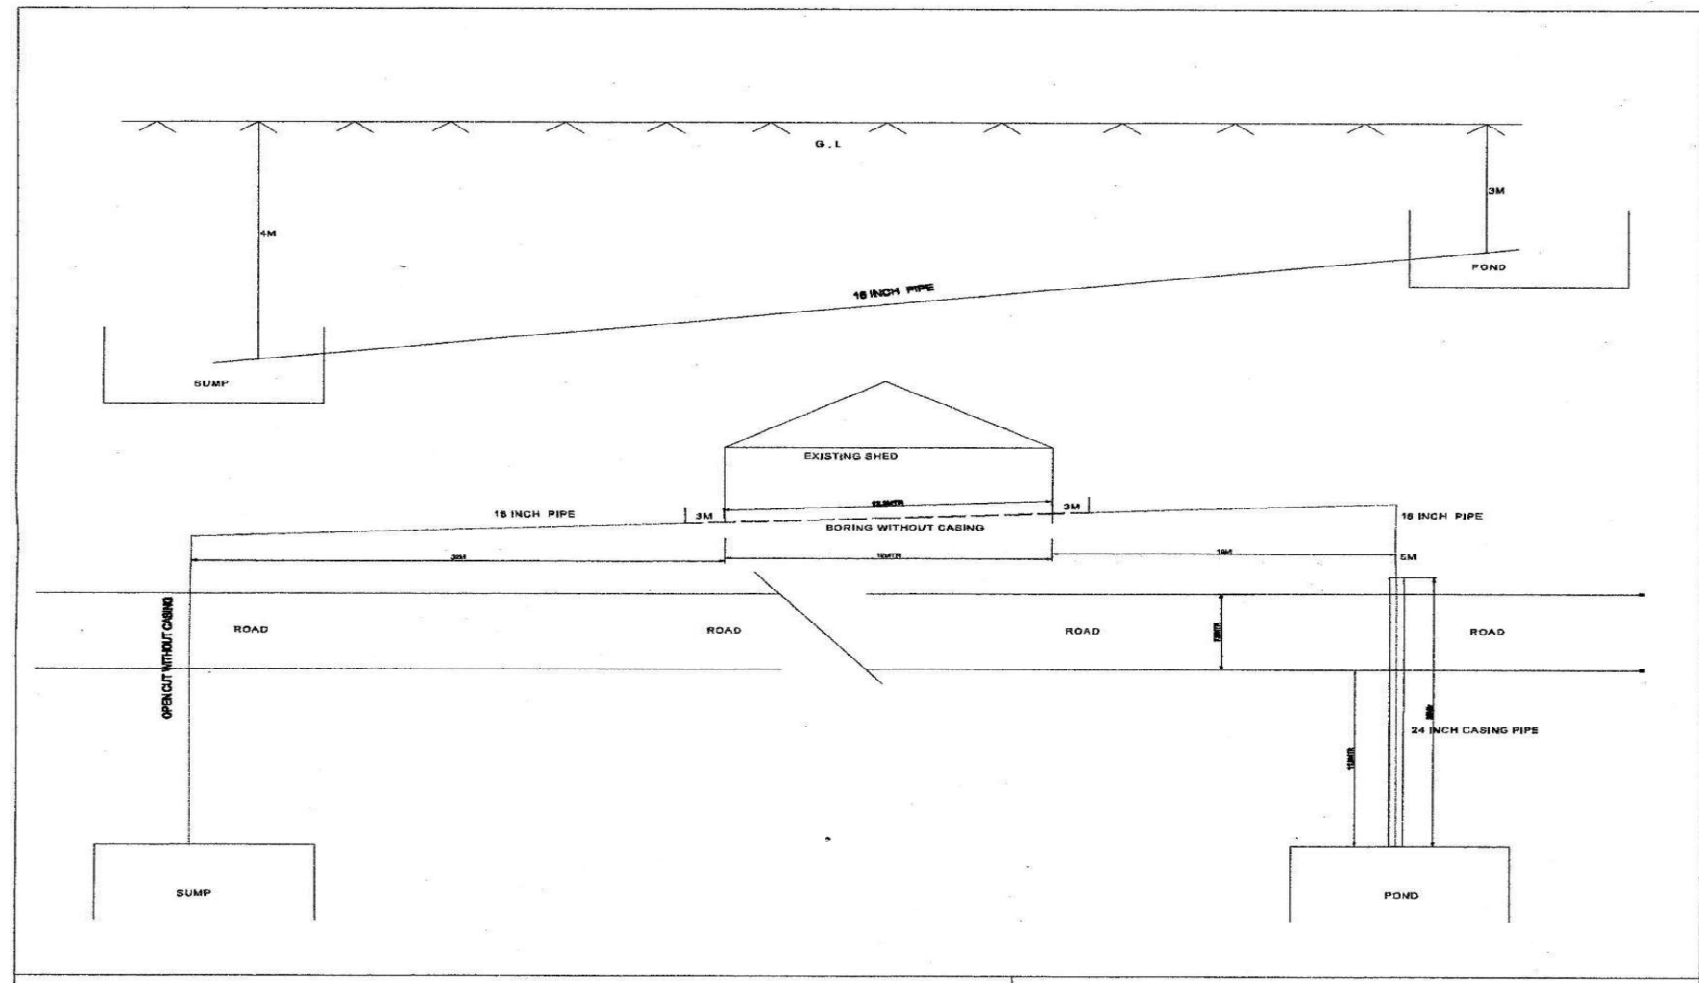 G.L
4M
3M
16 INCH PIPE
POND
SUMP
EXISTING SHED
16 INCH PIPE
3M
3M
BORING WITHOUT CASING
16 INCH PIPE
5M
OPEN CUT WITHOUT CASING
ROAD
ROAD
ROAD
ROAD
24 INCH CASING PIPE
SUMP
POND